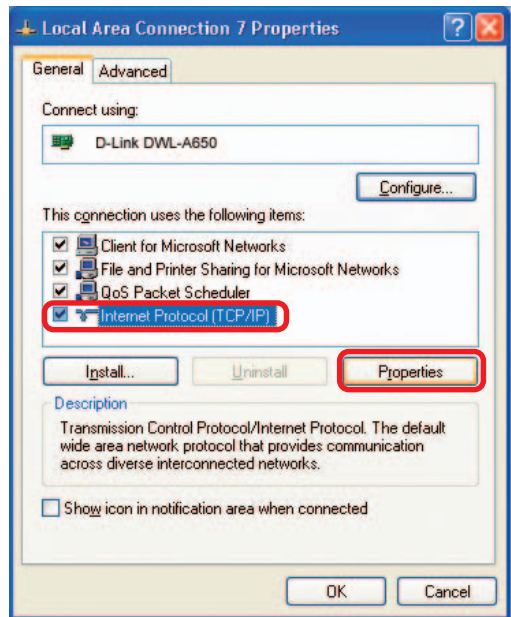 Local Area Connection 7 Properties
General Advanced
Connect using:
D-Link DWL-A650
Configure...
This connection uses the following items:
Client for Microsoft Networks
File and Printer Sharing for Microsoft Networks
QoS Packet Scheduler
Internet Protocol (TCP/IP)
Install... Uninstall Properties
Description
Transmission Control Protocol/Internet Protocol. The default
wide area network protocol that provides communication
across diverse interconnected networks.
Show icon in notification area when connected
OK Cancel